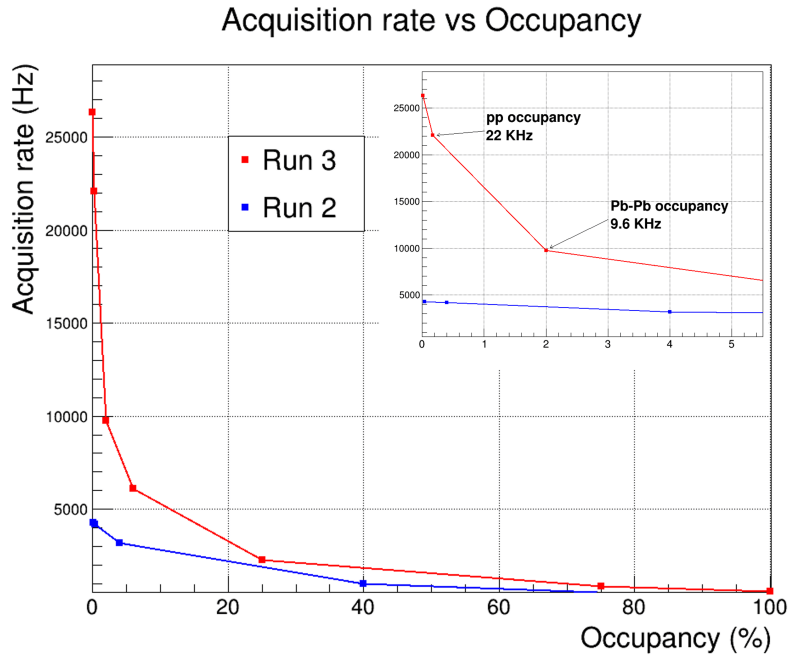 Acquisition rate vs Occupancy
Acquisition rate (Hz)
25000
20000
15000
10000
5000
0
20
40
60
80
100
Occupancy (%)
Run 3
Run 2
25000
20000
15000
10000
5000
0
1
2
3
4
5
pp occupancy
22 KHz
Pb-Pb occupancy
9.6 KHz